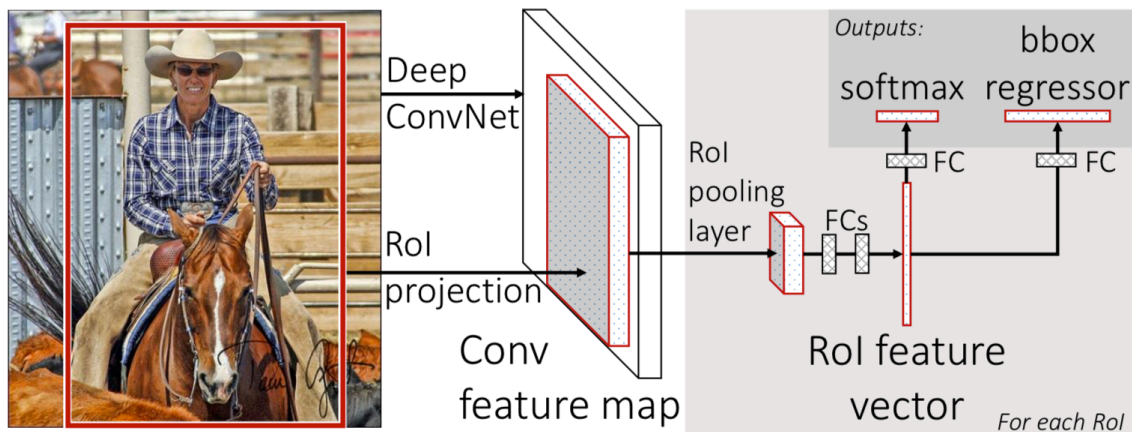 Deep
ConvNet
RoI
projection
Conv
feature map
RoI
pooling
layer
FCs
Outputs:
softmax
bbox
regressor
FC
FC
RoI feature
vector
For each RoI